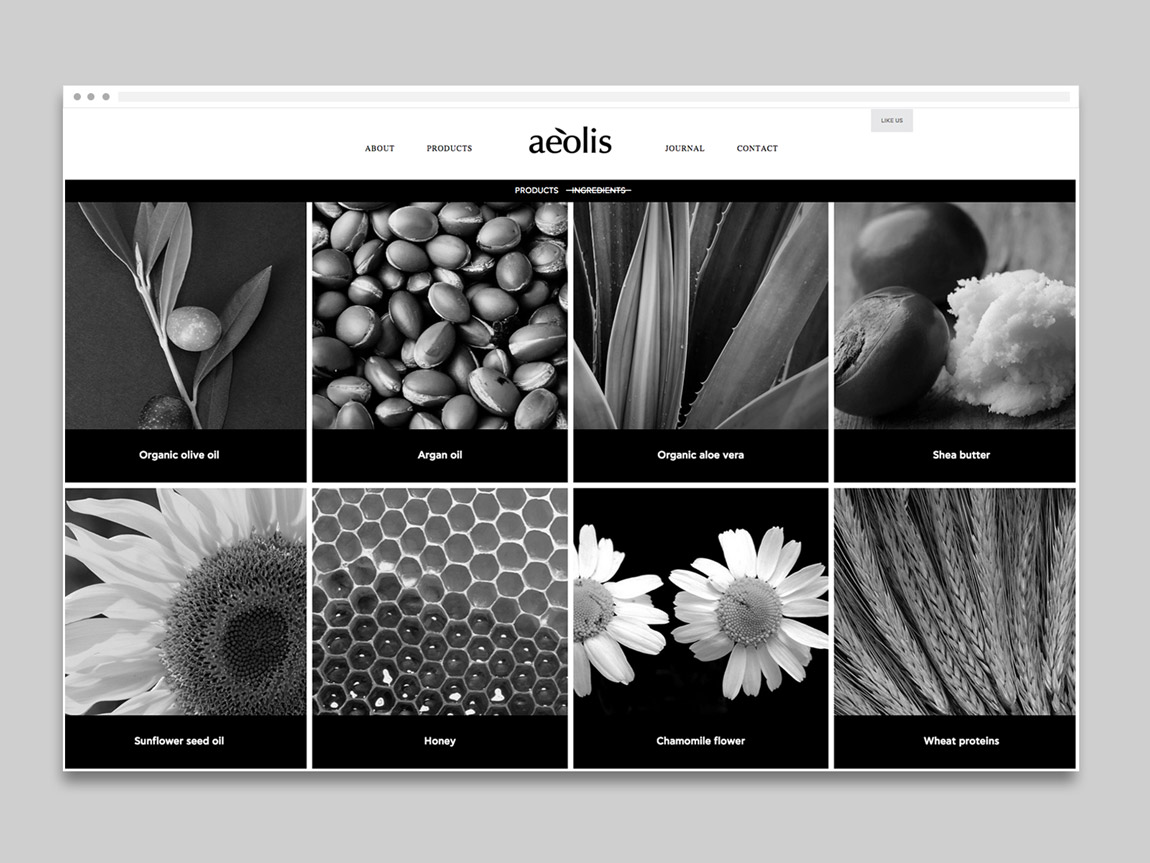 LIKE US
ABOUT PRODUCTS aèolis JOURNAL CONTACT
PRODUCTS INGREDIENTS
Organic olive oil Argan oil Organic aloe vera Shea butter
Sunflower seed oil Honey Chamomile flower Wheat proteins